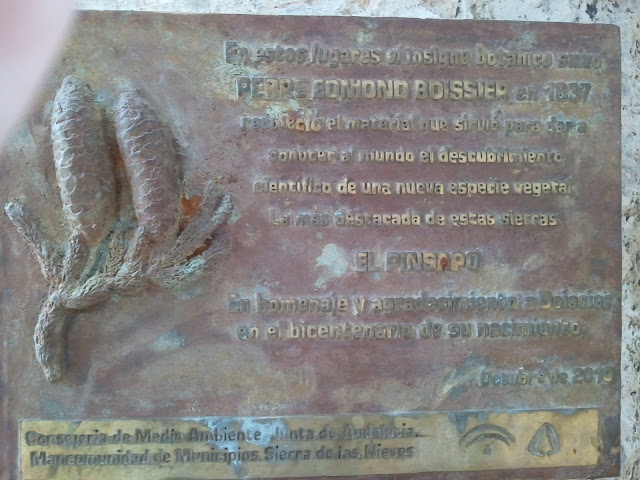 En estos lugares el insigne botánico suizo
PIERRE EDMOND BOISSIER en 1837
recolectó el material que sirvió para dar a
conocer al mundo el descubrimiento
científico de una nueva especie vegetal
La más destacada de estas sierras
EL PINSAPO
En homenaje y agradecimiento a Boissier
en el bicentenario de su nacimiento,
Octubre de 2010
Consejería de Medio Ambiente. Junta de Andalucía.
Mancomunidad de Municipios. Sierra de las Nieves